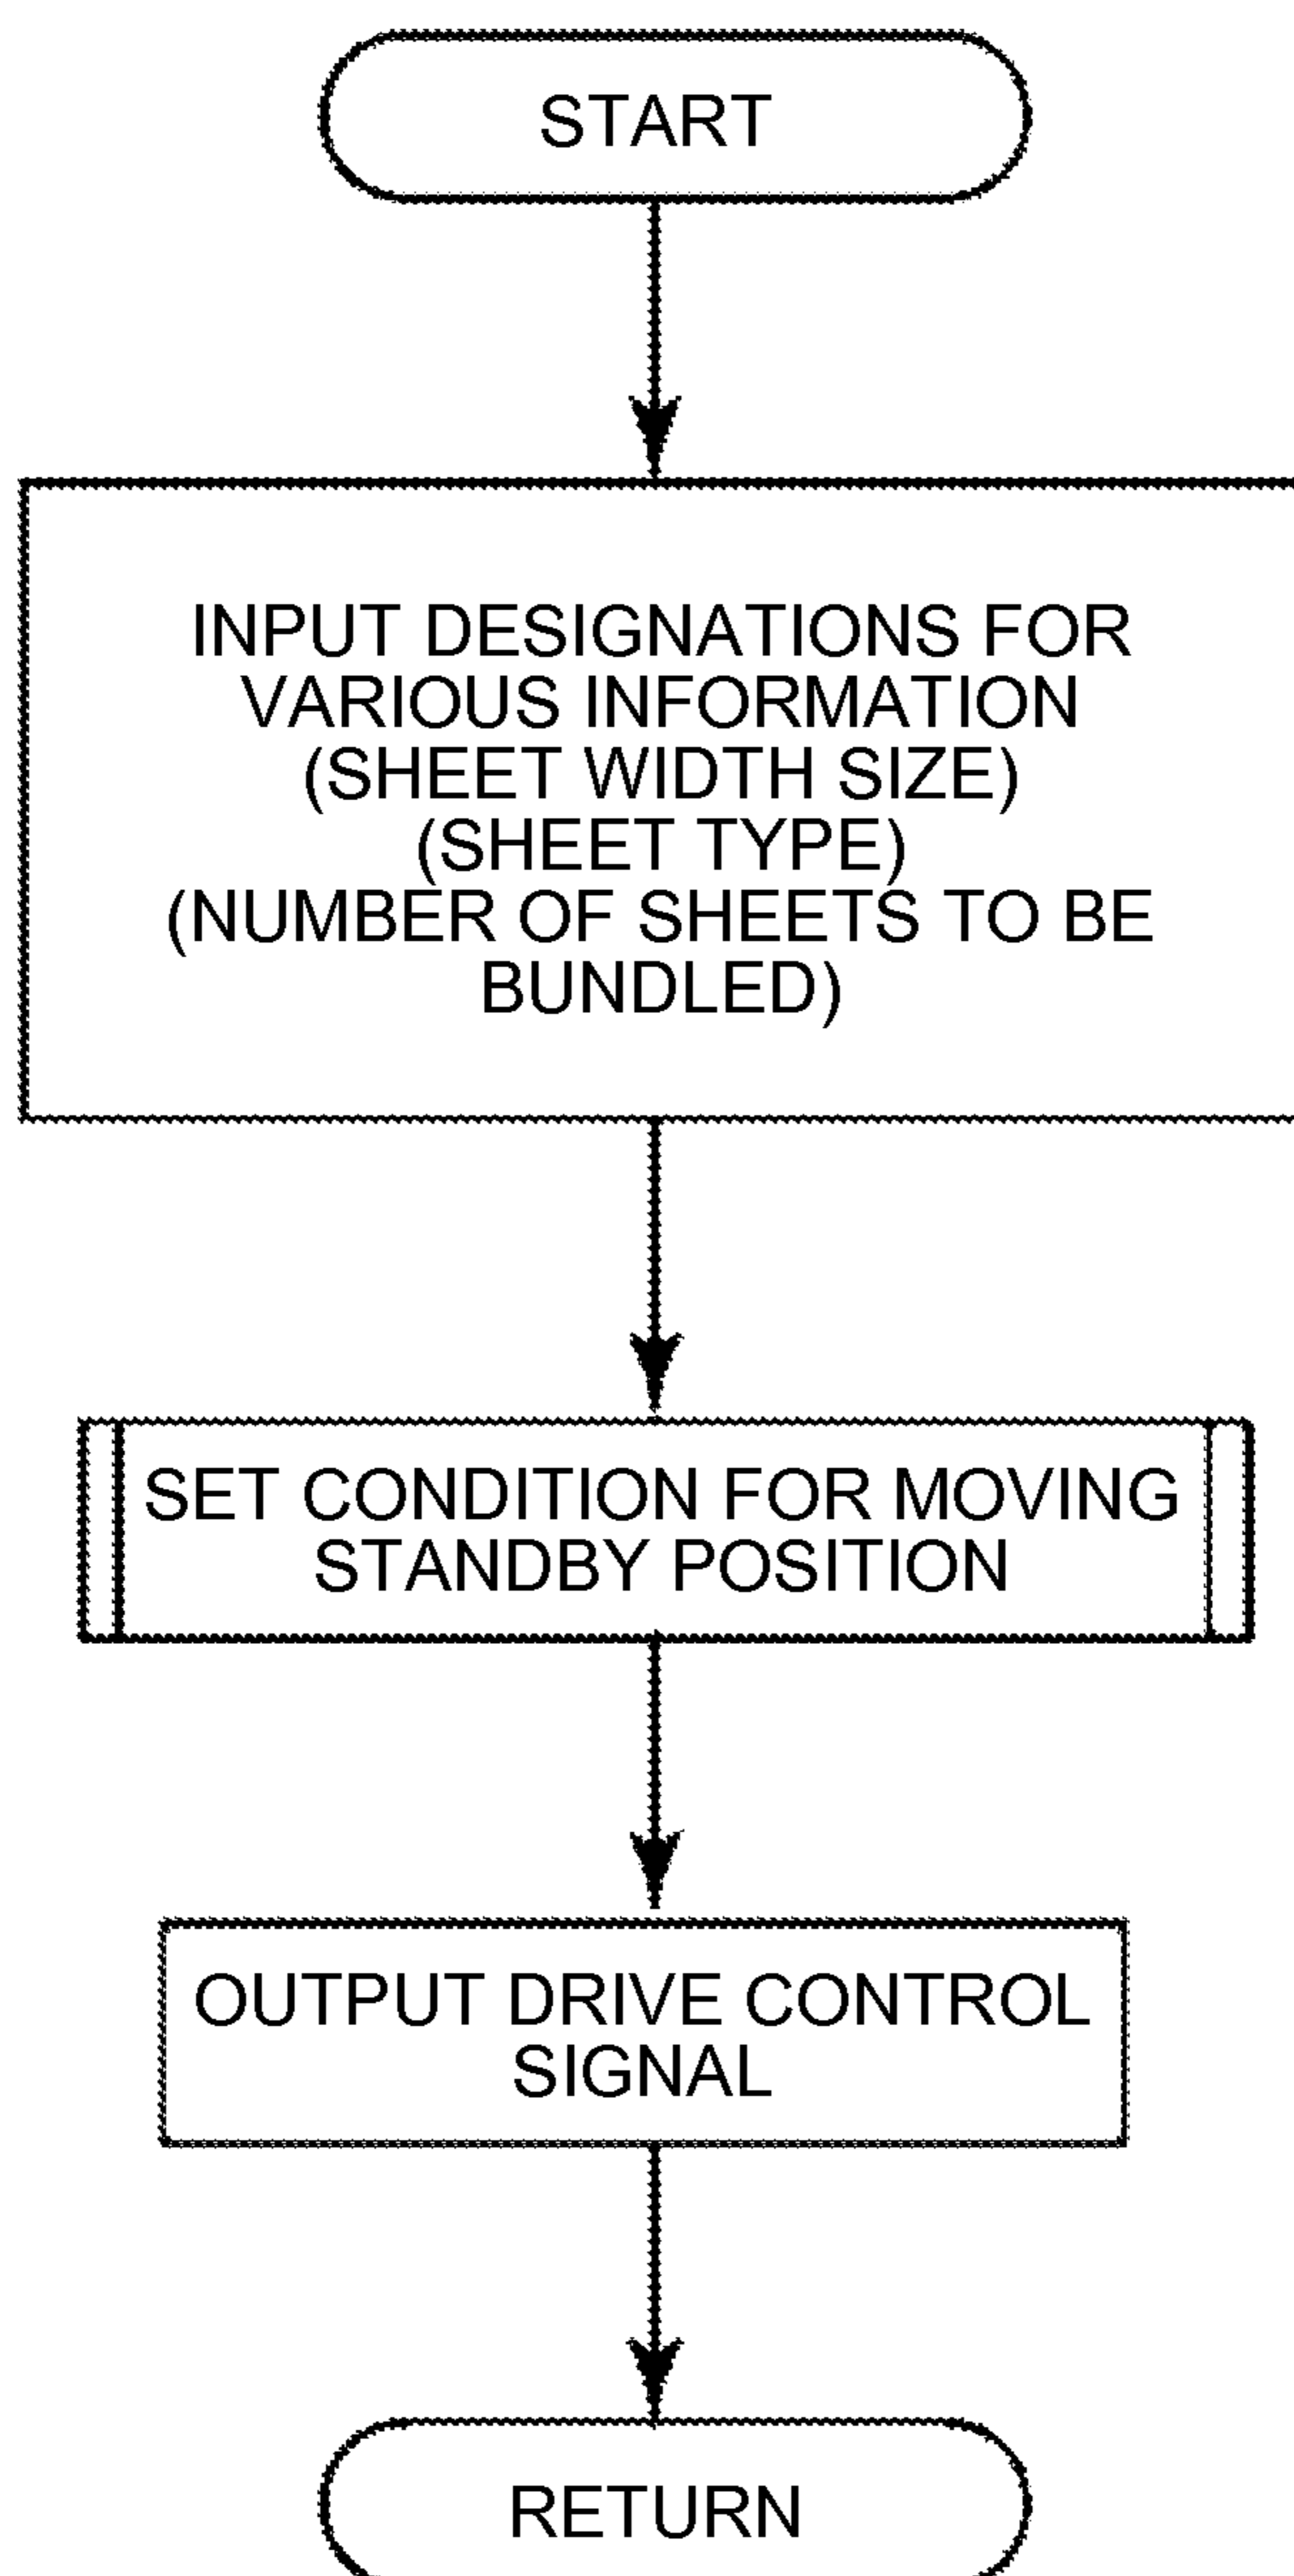 START
INPUT DESIGNATIONS FOR
VARIOUS INFORMATION
(SHEET WIDTH SIZE)
(SHEET TYPE)
(NUMBER OF SHEETS TO BE
BUNDLED)
SET CONDITION FOR MOVING
STANDBY POSITION
OUTPUT DRIVE CONTROL
SIGNAL
RETURN